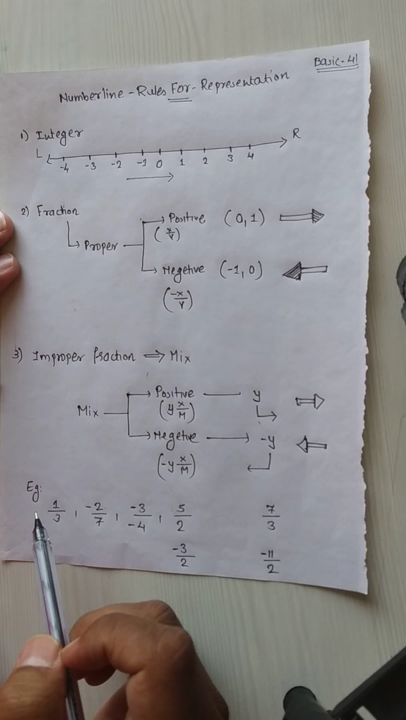 Basic-41
Numberline - Rules For - Representation
1) Integer
L -4 -3 -2 -1 0 1 2 3 4 R
2) Fraction
Proper
Positive (0,1)
(x/y)
Negetive (-1,0)
(-x/y)
3) Improper fraction ⇒ Mix
Mix
Positive y
(y x/M)
Negetive -y
(-y x/M)
Eg:
1/3, -2/7, -3/-4, 5/2 7/3
-3/2 -11/2